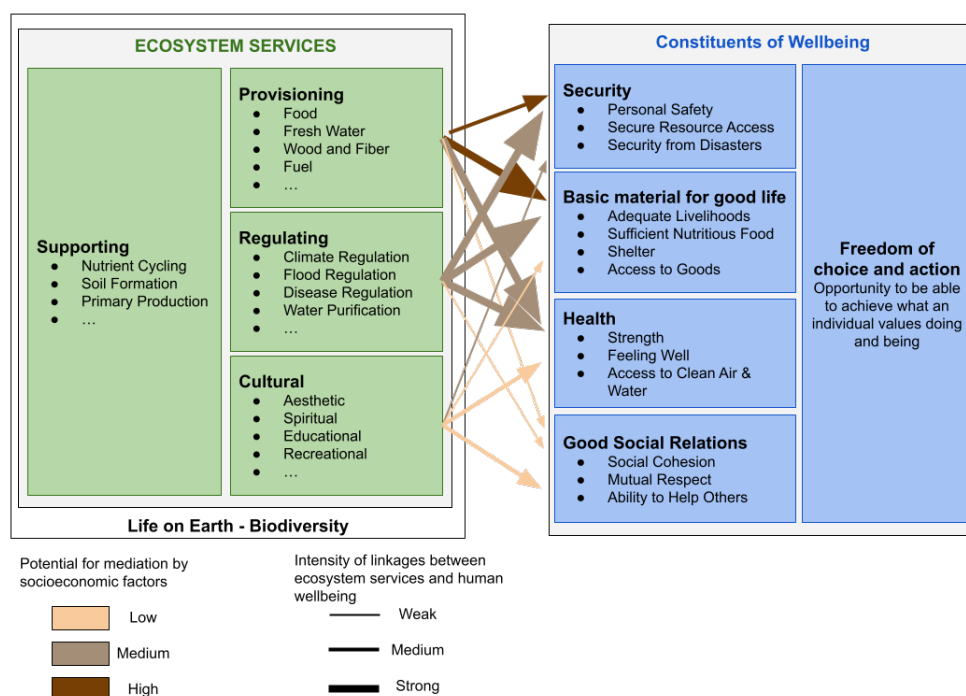 ECOSYSTEM SERVICES
Supporting
● Nutrient Cycling
● Soil Formation
● Primary Production
● ...
Provisioning
● Food
● Fresh Water
● Wood and Fiber
● Fuel
● ...
Regulating
● Climate Regulation
● Flood Regulation
● Disease Regulation
● Water Purification
● ...
Cultural
● Aesthetic
● Spiritual
● Educational
● Recreational
● ...
Life on Earth - Biodiversity
Constituents of Wellbeing
Security
● Personal Safety
● Secure Resource Access
● Security from Disasters
Basic material for good life
● Adequate Livelihoods
● Sufficient Nutritious Food
● Shelter
● Access to Goods
Health
● Strength
● Feeling Well
● Access to Clean Air &
Water
Good Social Relations
● Social Cohesion
● Mutual Respect
● Ability to Help Others
Freedom of
choice and action
Opportunity to be able
to achieve what an
individual values doing
and being
Potential for mediation by
socioeconomic factors
Low
Medium
High
Intensity of linkages between
ecosystem services and human
wellbeing
Weak
Medium
Strong